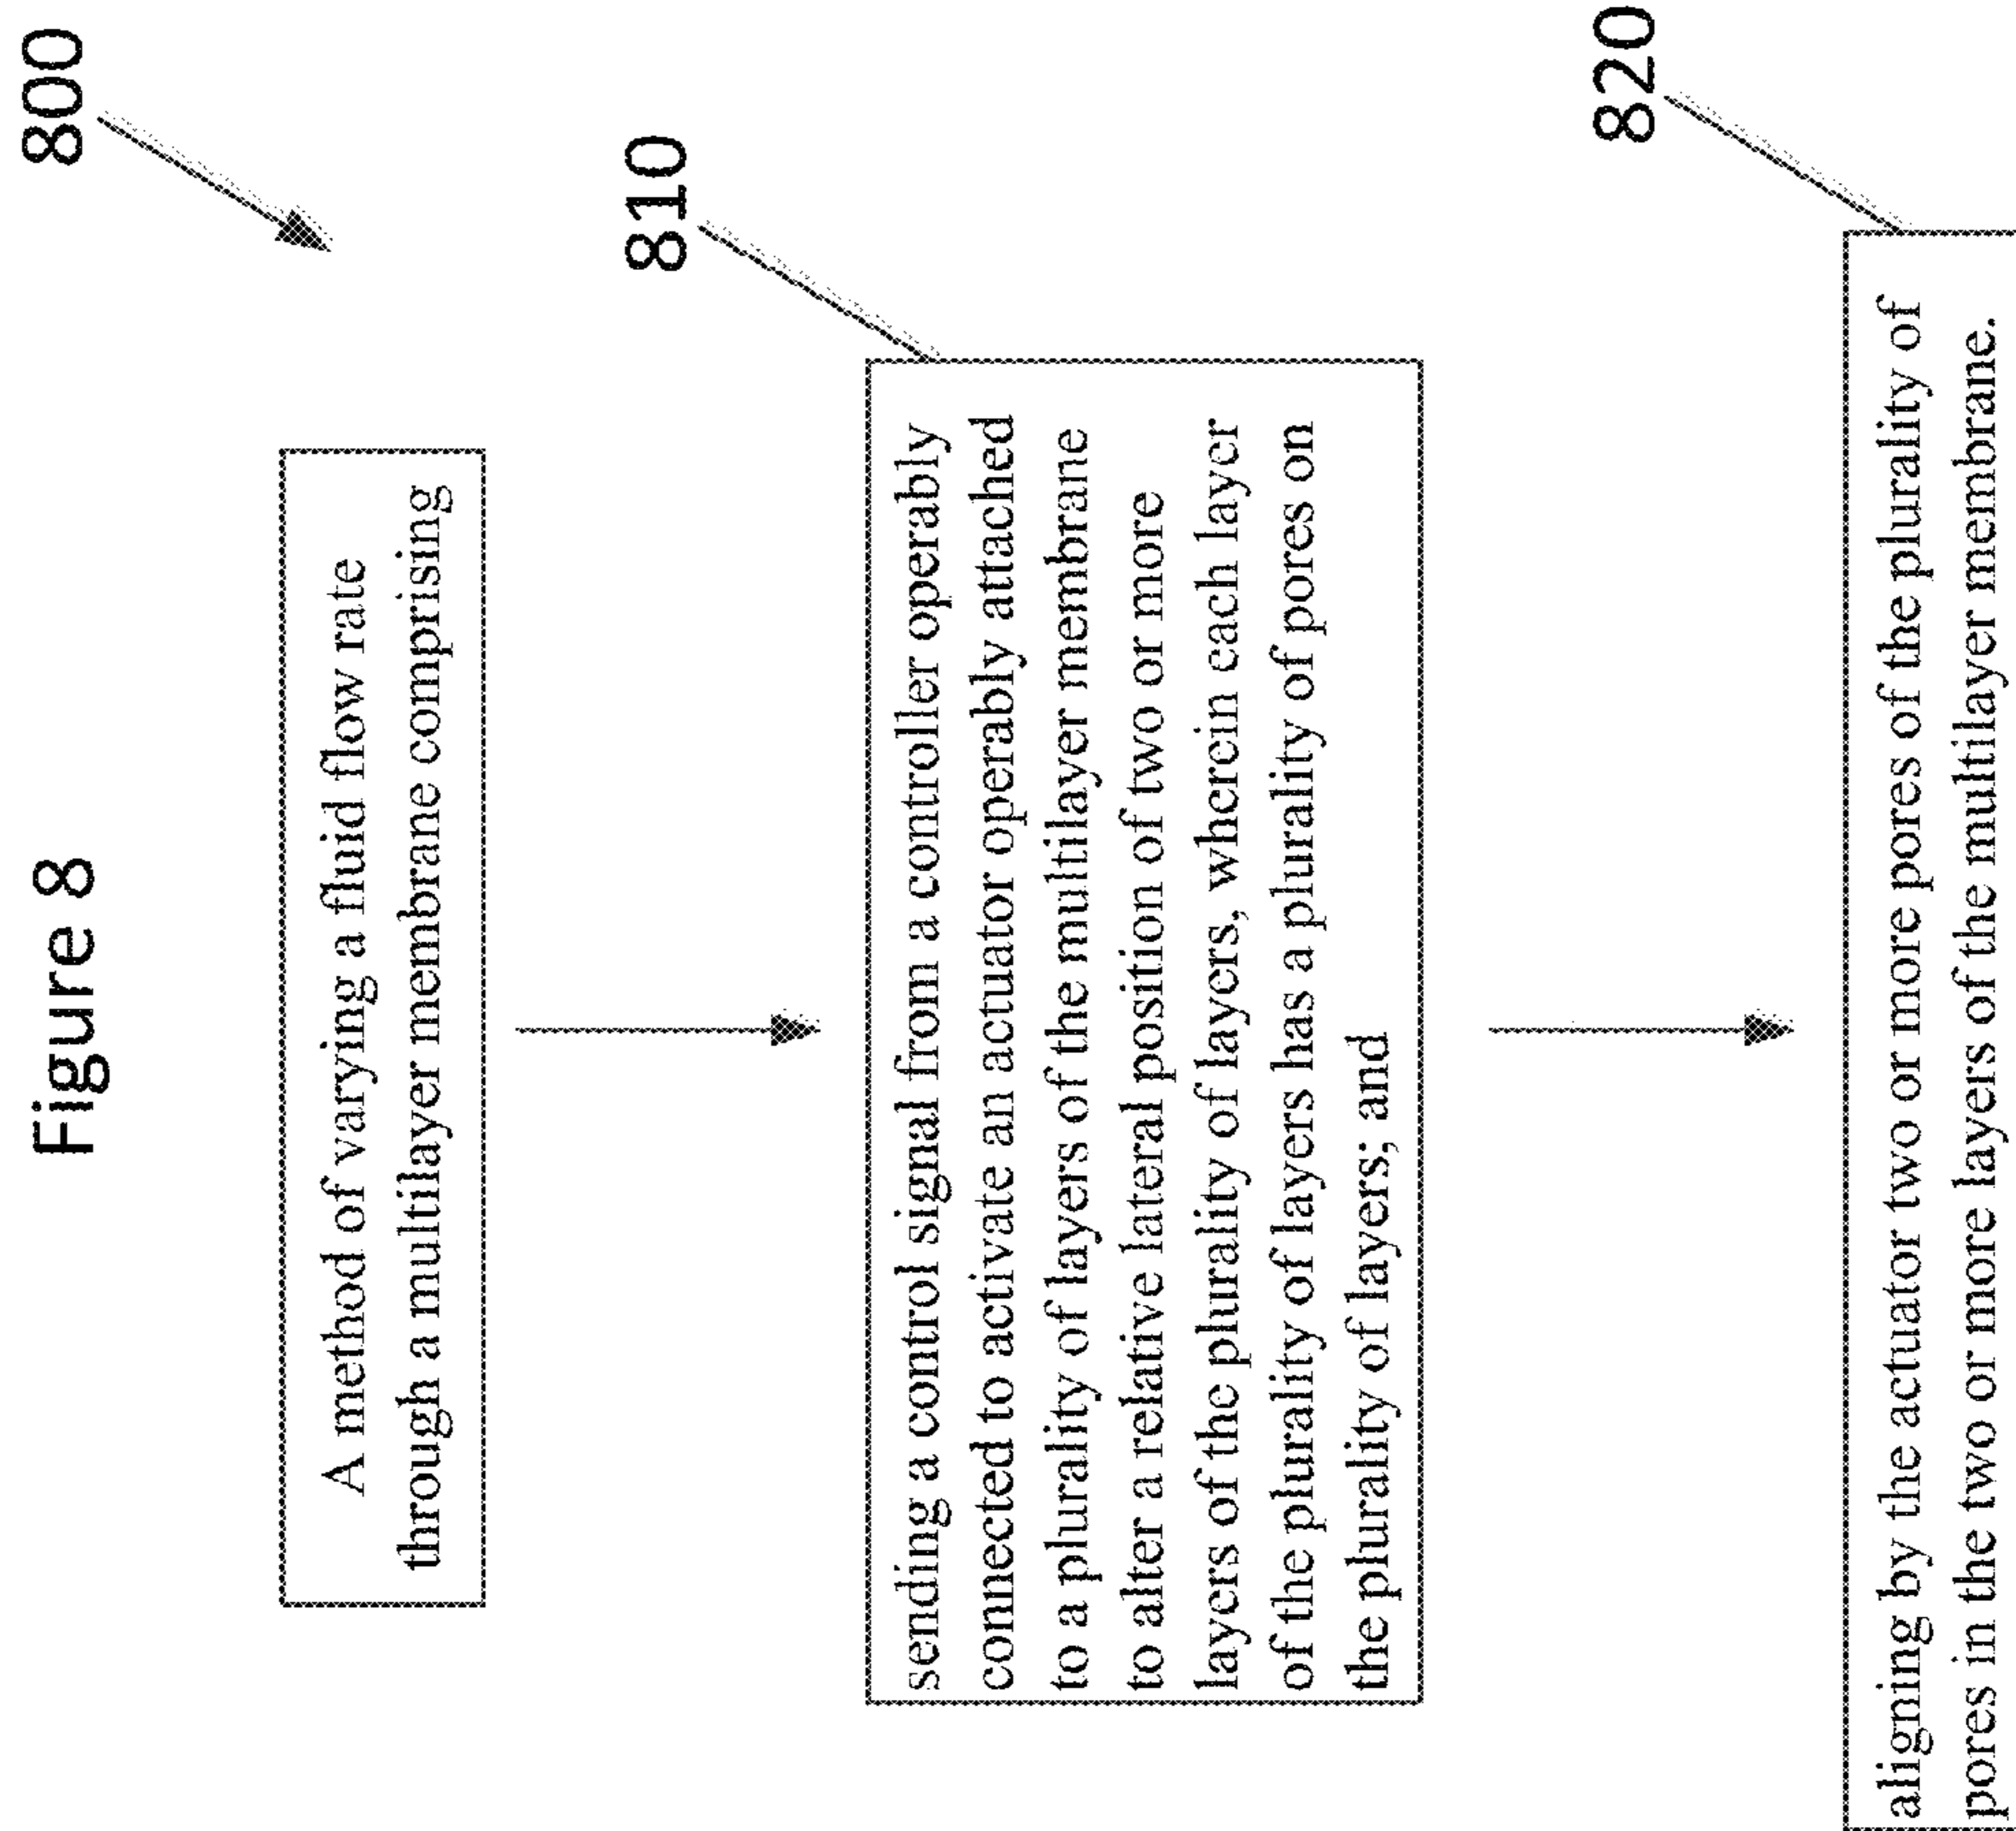 Figure 8
800
A method of varying a fluid flow rate
through a multilayer membrane comprising
810
sending a control signal from a controller operably
connected to activate an actuator operably attached
to a plurality of layers of the multilayer membrane
to alter a relative lateral position of two or more
layers of the plurality of layers, wherein each layer
of the plurality of layers has a plurality of pores on
the plurality of layers; and
820
aligning by the actuator two or more pores of the plurality of
pores in the two or more layers of the multilayer membrane.